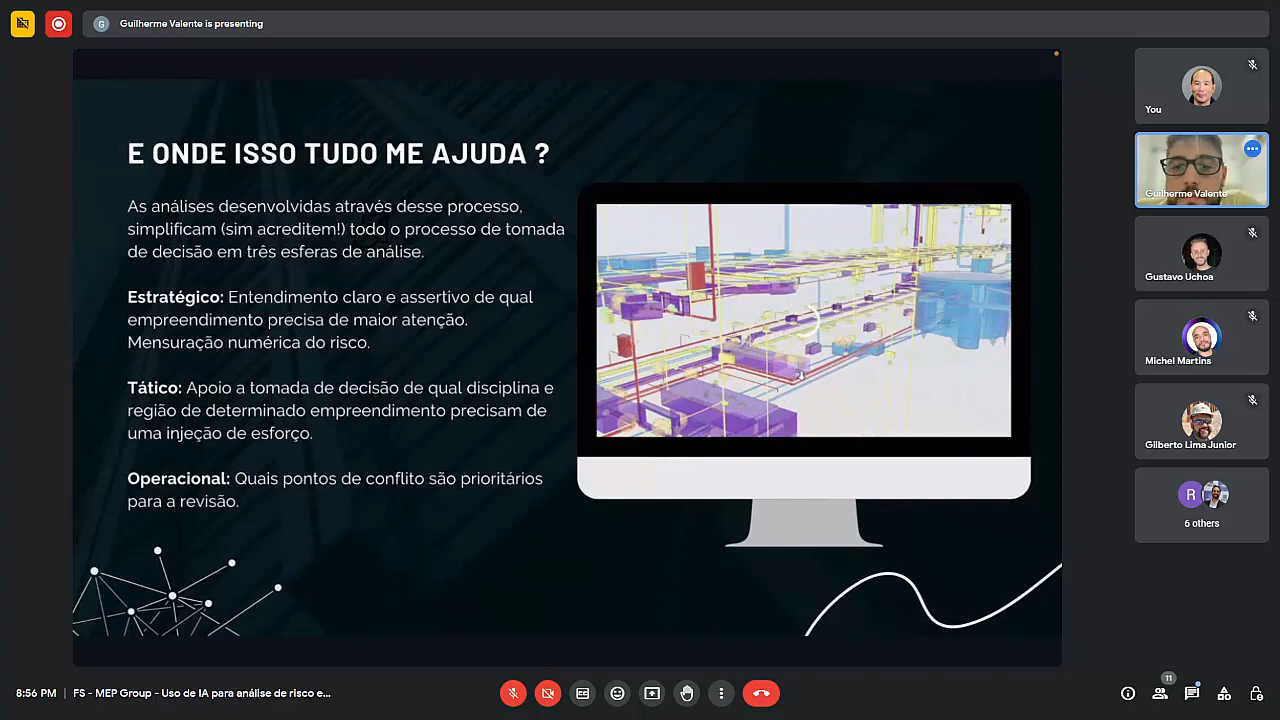 G
Guilherme Valente is presenting
E ONDE ISSO TUDO ME AJUDA ?
As análises desenvolvidas através desse processo,
simplificam (sim acreditem!) todo o processo de tomada
de decisão em três esferas de análise.
Estratégico: Entendimento claro e assertivo de qual
empreendimento precisa de maior atenção.
Mensuração numérica do risco.
Tático: Apoio a tomada de decisão de qual disciplina e
região de determinado empreendimento precisam de
uma injeção de esforço.
Operacional: Quais pontos de conflito são prioritários
para a revisão.
You
Guilherme Valente
Gustavo Uchoa
Michel Martins
Gilberto Lima Junior
R
6 others
8:56 PM | FS - MEP Group - Uso de IA para análise de risco e...
11